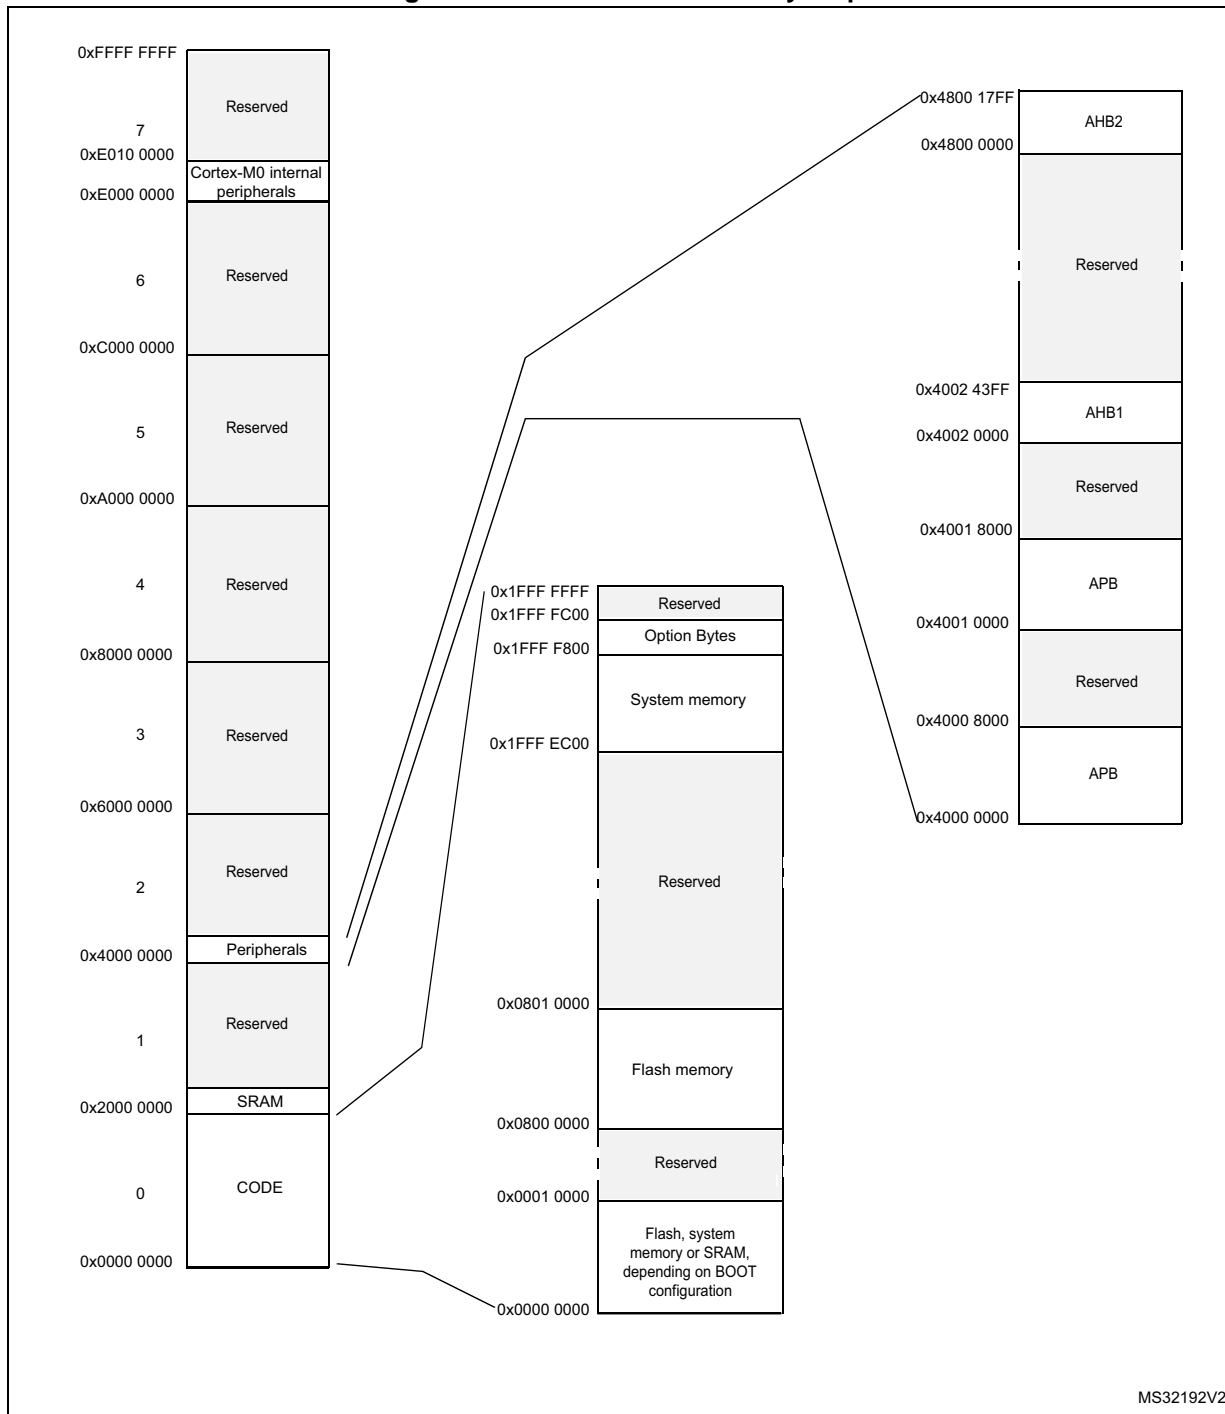 0xFFFF FFFF
Reserved
7
0xE010 0000
Cortex-M0 internal
peripherals
0xE000 0000
Reserved
6
0xC000 0000
Reserved
5
0xA000 0000
Reserved
4
0x8000 0000
Reserved
3
0x6000 0000
Reserved
2
Peripherals
0x4000 0000
Reserved
1
SRAM
0x2000 0000
CODE
0
0x0000 0000
0x1FFF FFFF
Reserved
0x1FFF FC00
Option Bytes
0x1FFF F800
System memory
0x1FFF EC00
Reserved
0x0801 0000
Flash memory
0x0800 0000
Reserved
0x0001 0000
Flash, system
memory or SRAM,
depending on BOOT
configuration
0x0000 0000
0x4800 17FF
AHB2
0x4800 0000
Reserved
0x4002 43FF
AHB1
0x4002 0000
Reserved
0x4001 8000
APB
0x4001 0000
Reserved
0x4000 8000
APB
0x4000 0000
MS32192V2